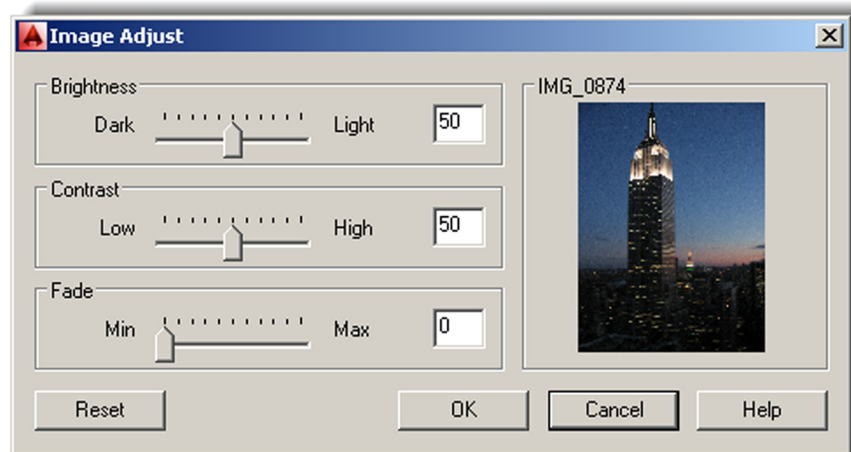 Image Adjust
Brightness
Dark Light 50
Contrast
Low High 50
Fade
Min Max 0
IMG_0874
Reset OK Cancel Help